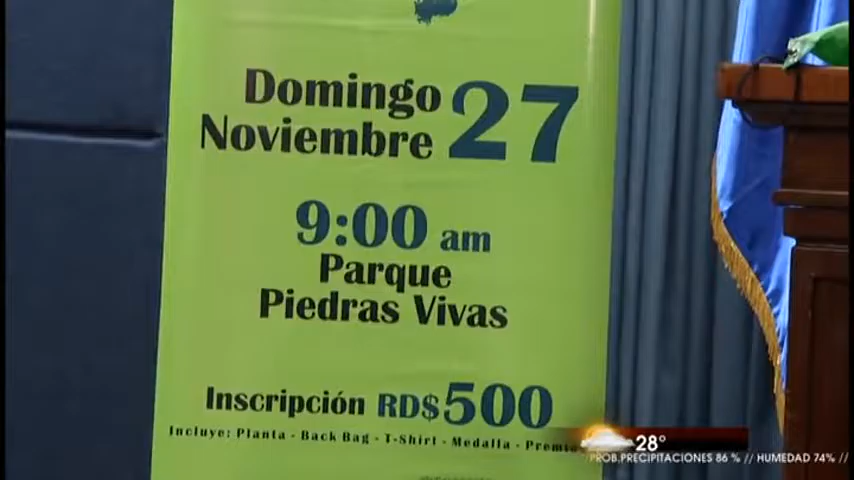 Domingo
Noviembre 27
9:00 am
Parque
Piedras Vivas
Inscripción RD$500
Incluye: Planta - Back Bag - T-Shirt - Medalla - Premi
28°
PROB.PRECIPITACIONES 86 % // HUMEDAD 74% //